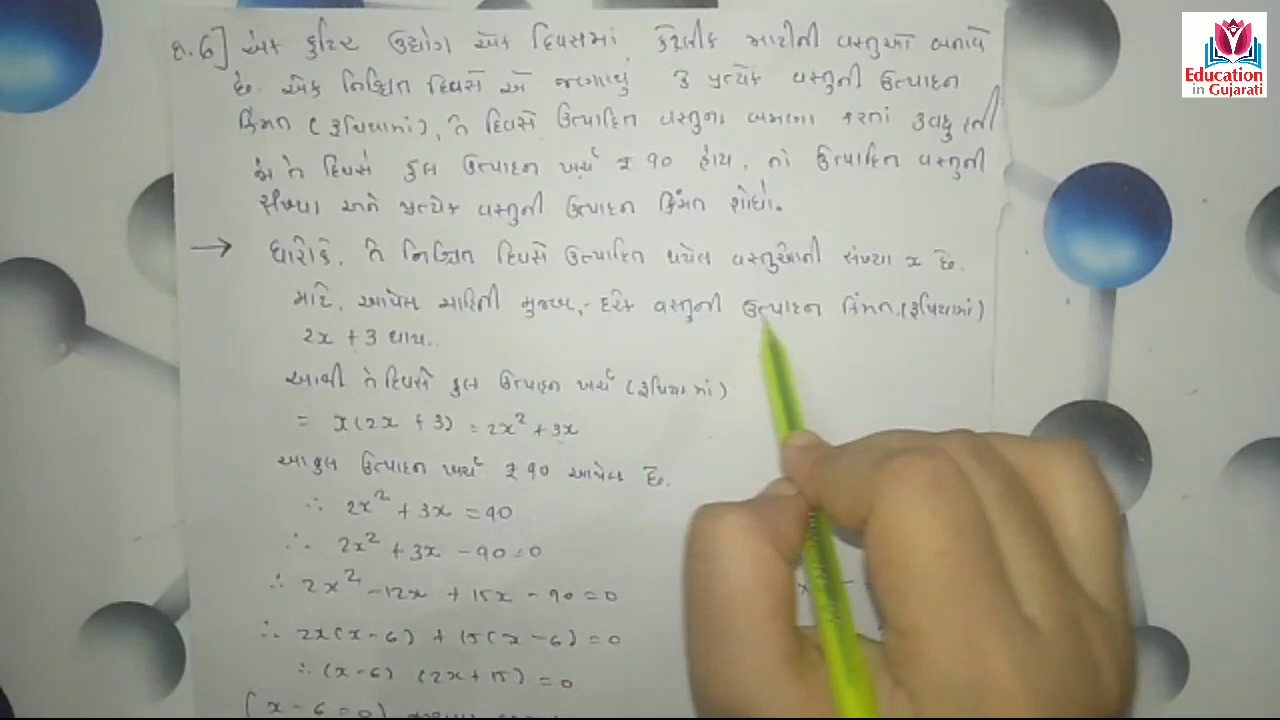 દા.6] એક કુટિર ઉદ્યોગ એક દિવસમાં કેટલીક માટીની વસ્તુઓ બનાવે
છે. એક નિશ્ચિત દિવસે એ જણાયું કે પ્રત્યેક વસ્તુની ઉત્પાદન
કિંમત (રૂપિયામાં), તે દિવસે ઉત્પાદિત વસ્તુના બમણા કરતાં 3 વધુ હતી
જો તે દિવસે કુલ ઉત્પાદન ખર્ચ ₹ 90 હોય, તો ઉત્પાદિત વસ્તુની
સંખ્યા અને પ્રત્યેક વસ્તુની ઉત્પાદન કિંમત શોધો.
→ ધારોકે, તે નિશ્ચિત દિવસે ઉત્પાદિત થયેલ વસ્તુઓની સંખ્યા x છે.
માટે, આપેલ માહિતી મુજબ, દરેક વસ્તુની ઉત્પાદન કિંમત (રૂપિયામાં)
2x + 3 થાય.
આથી તે દિવસે કુલ ઉત્પાદન ખર્ચ (રૂપિયામાં)
= x(2x + 3) = 2x² + 3x
આ કુલ ઉત્પાદન ખર્ચ ₹ 90 આપેલ છે.
∴ 2x² + 3x = 90
∴ 2x² + 3x - 90 = 0
∴ 2x² - 12x + 15x - 90 = 0
∴ 2x(x - 6) + 15(x - 6) = 0
∴ (x - 6) (2x + 15) = 0
(x - 6 = 0) અથવા
Education
in Gujarati